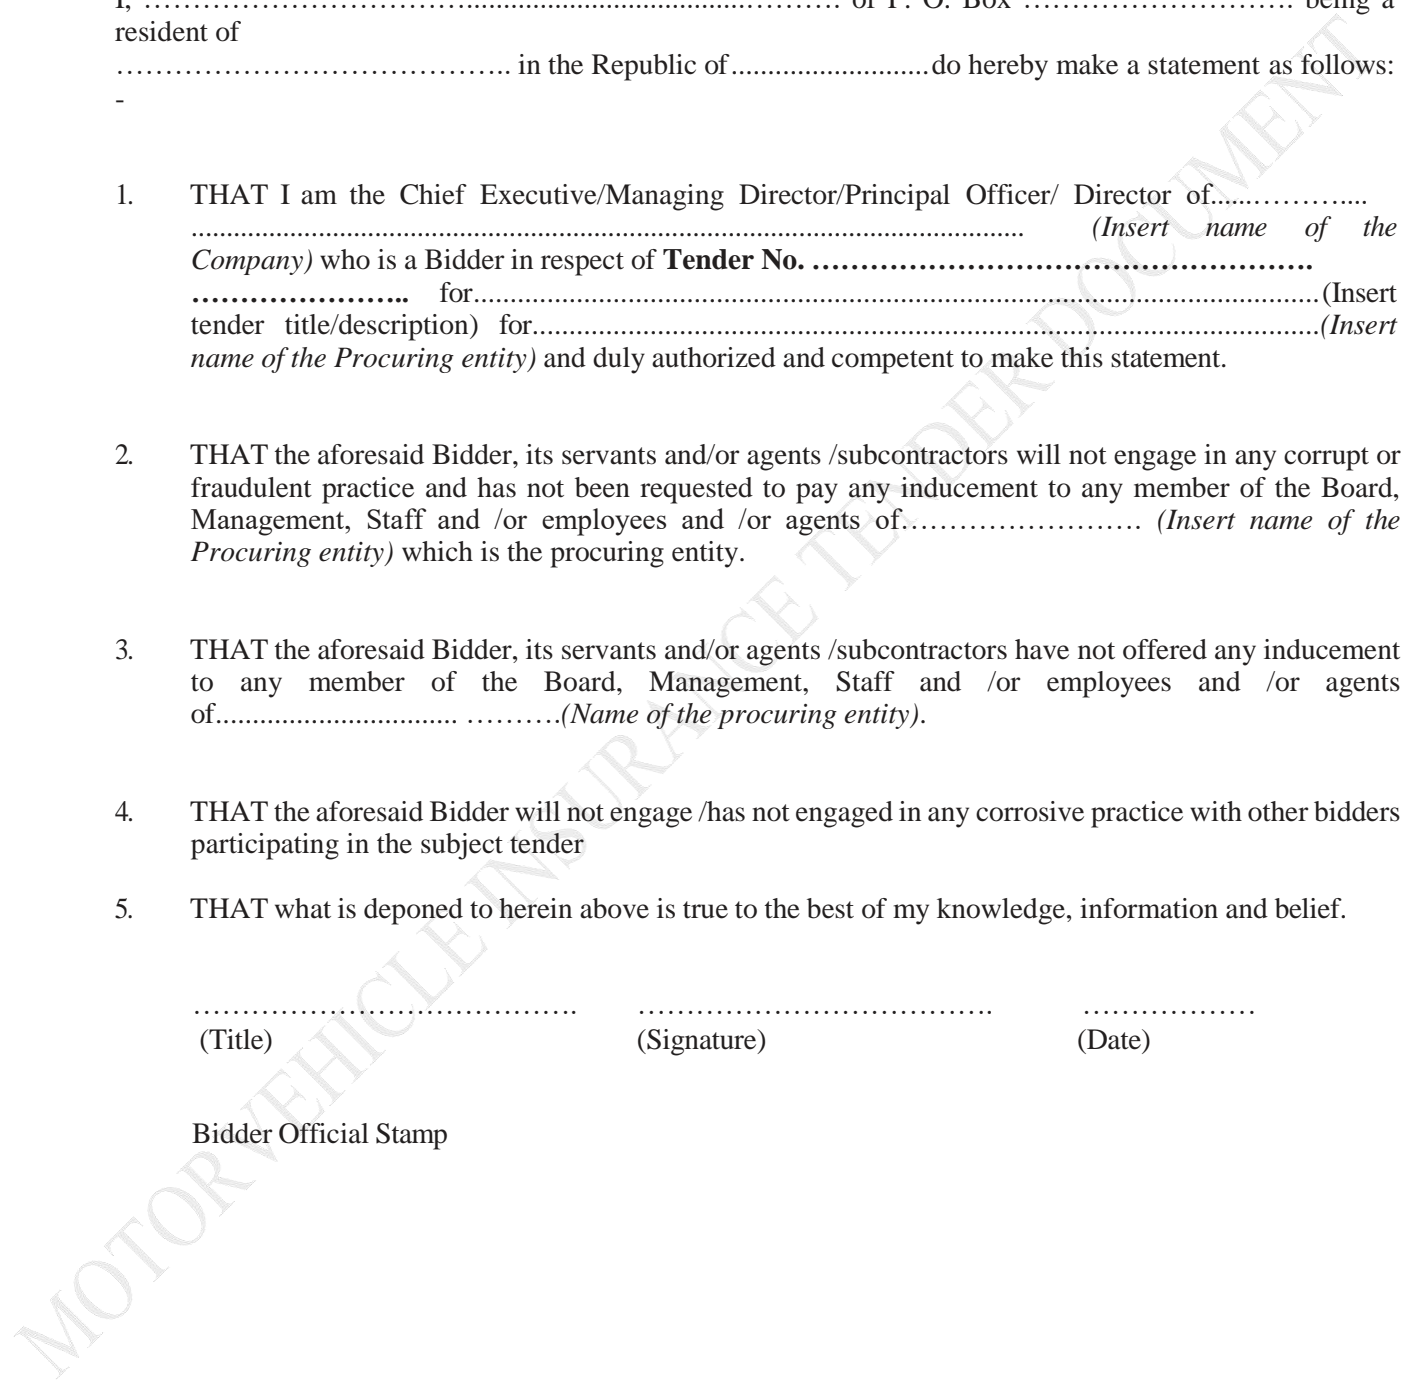 I, ……………………………......................................………. of P. O. Box ………………………. being a
resident of
………………………………….. in the Republic of ........................... do hereby make a statement as follows:
-
1. THAT I am the Chief Executive/Managing Director/Principal Officer/ Director of......………....
................................................................................................................. (Insert name of the
Company) who is a Bidder in respect of Tender No. …………………………………………….
………………….. for...................................................................................................................(Insert
tender title/description) for...........................................................................................................(Insert
name of the Procuring entity) and duly authorized and competent to make this statement.
2. THAT the aforesaid Bidder, its servants and/or agents /subcontractors will not engage in any corrupt or
fraudulent practice and has not been requested to pay any inducement to any member of the Board,
Management, Staff and /or employees and /or agents of……………………. (Insert name of the
Procuring entity) which is the procuring entity.
3. THAT the aforesaid Bidder, its servants and/or agents /subcontractors have not offered any inducement
to any member of the Board, Management, Staff and /or employees and /or agents
of................................. ……….(Name of the procuring entity).
4. THAT the aforesaid Bidder will not engage /has not engaged in any corrosive practice with other bidders
participating in the subject tender
5. THAT what is deponed to herein above is true to the best of my knowledge, information and belief.
…………………………………. ………………………………. ………………
(Title) (Signature) (Date)
Bidder Official Stamp
MOTORVEHICLE INSURANCE TENDER DOCUMENT